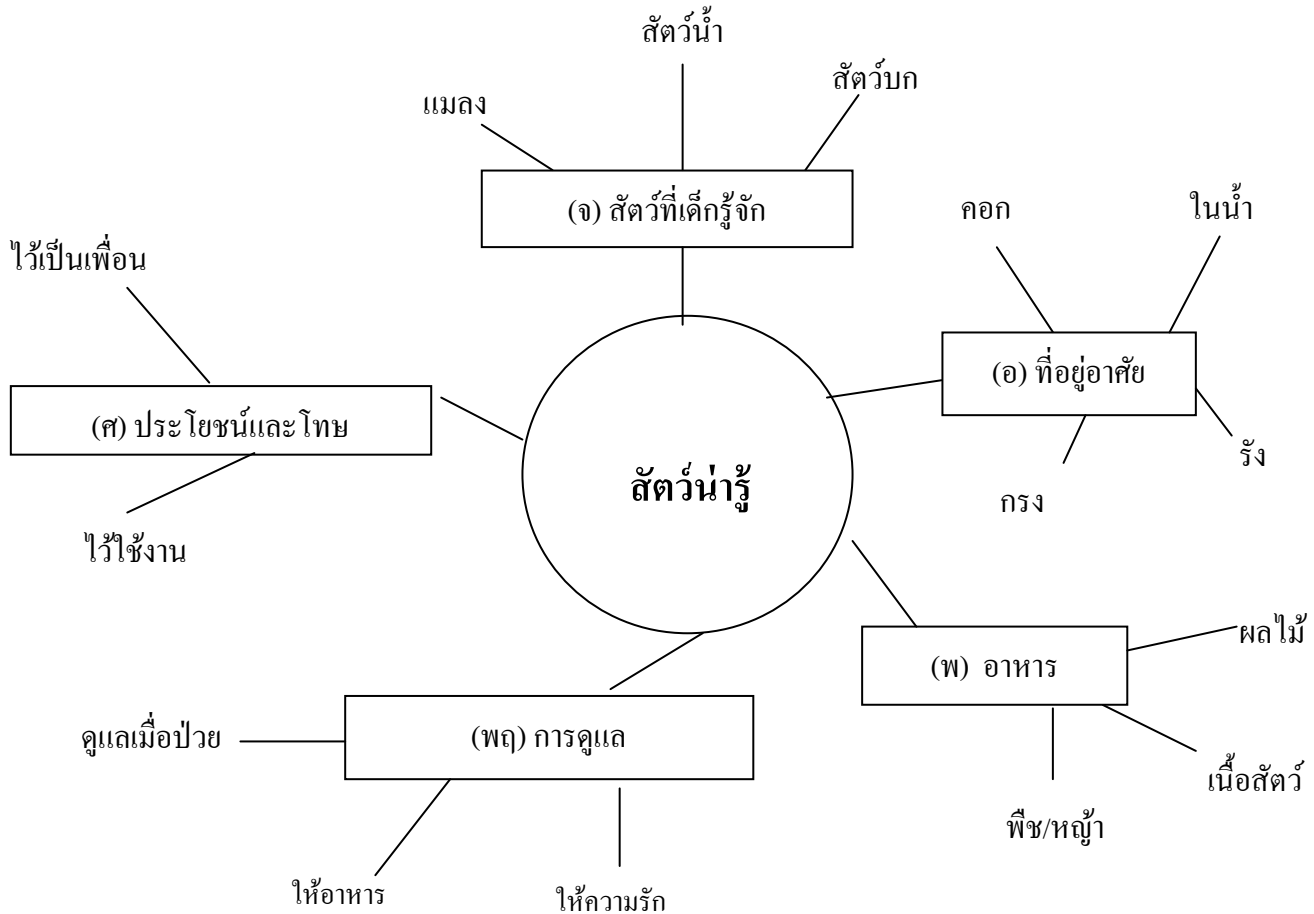 สัตว์น้ำ
สัตว์บก
แมลง
(จ) สัตว์ที่เด็กรู้จัก
คอก
ในน้ำ
ไว้เป็นเพื่อน
(อ) ที่อยู่อาศัย
(ศ) ประโยชน์และโทษ
รัง
กรง
สัตว์น่ารู้
ไว้ใช้งาน
ผลไม้
(พ) อาหาร
(พฤ) การดูแล
ดูแลเมื่อป่วย
เนื้อสัตว์
พืช/หญ้า
ให้อาหาร
ให้ความรัก